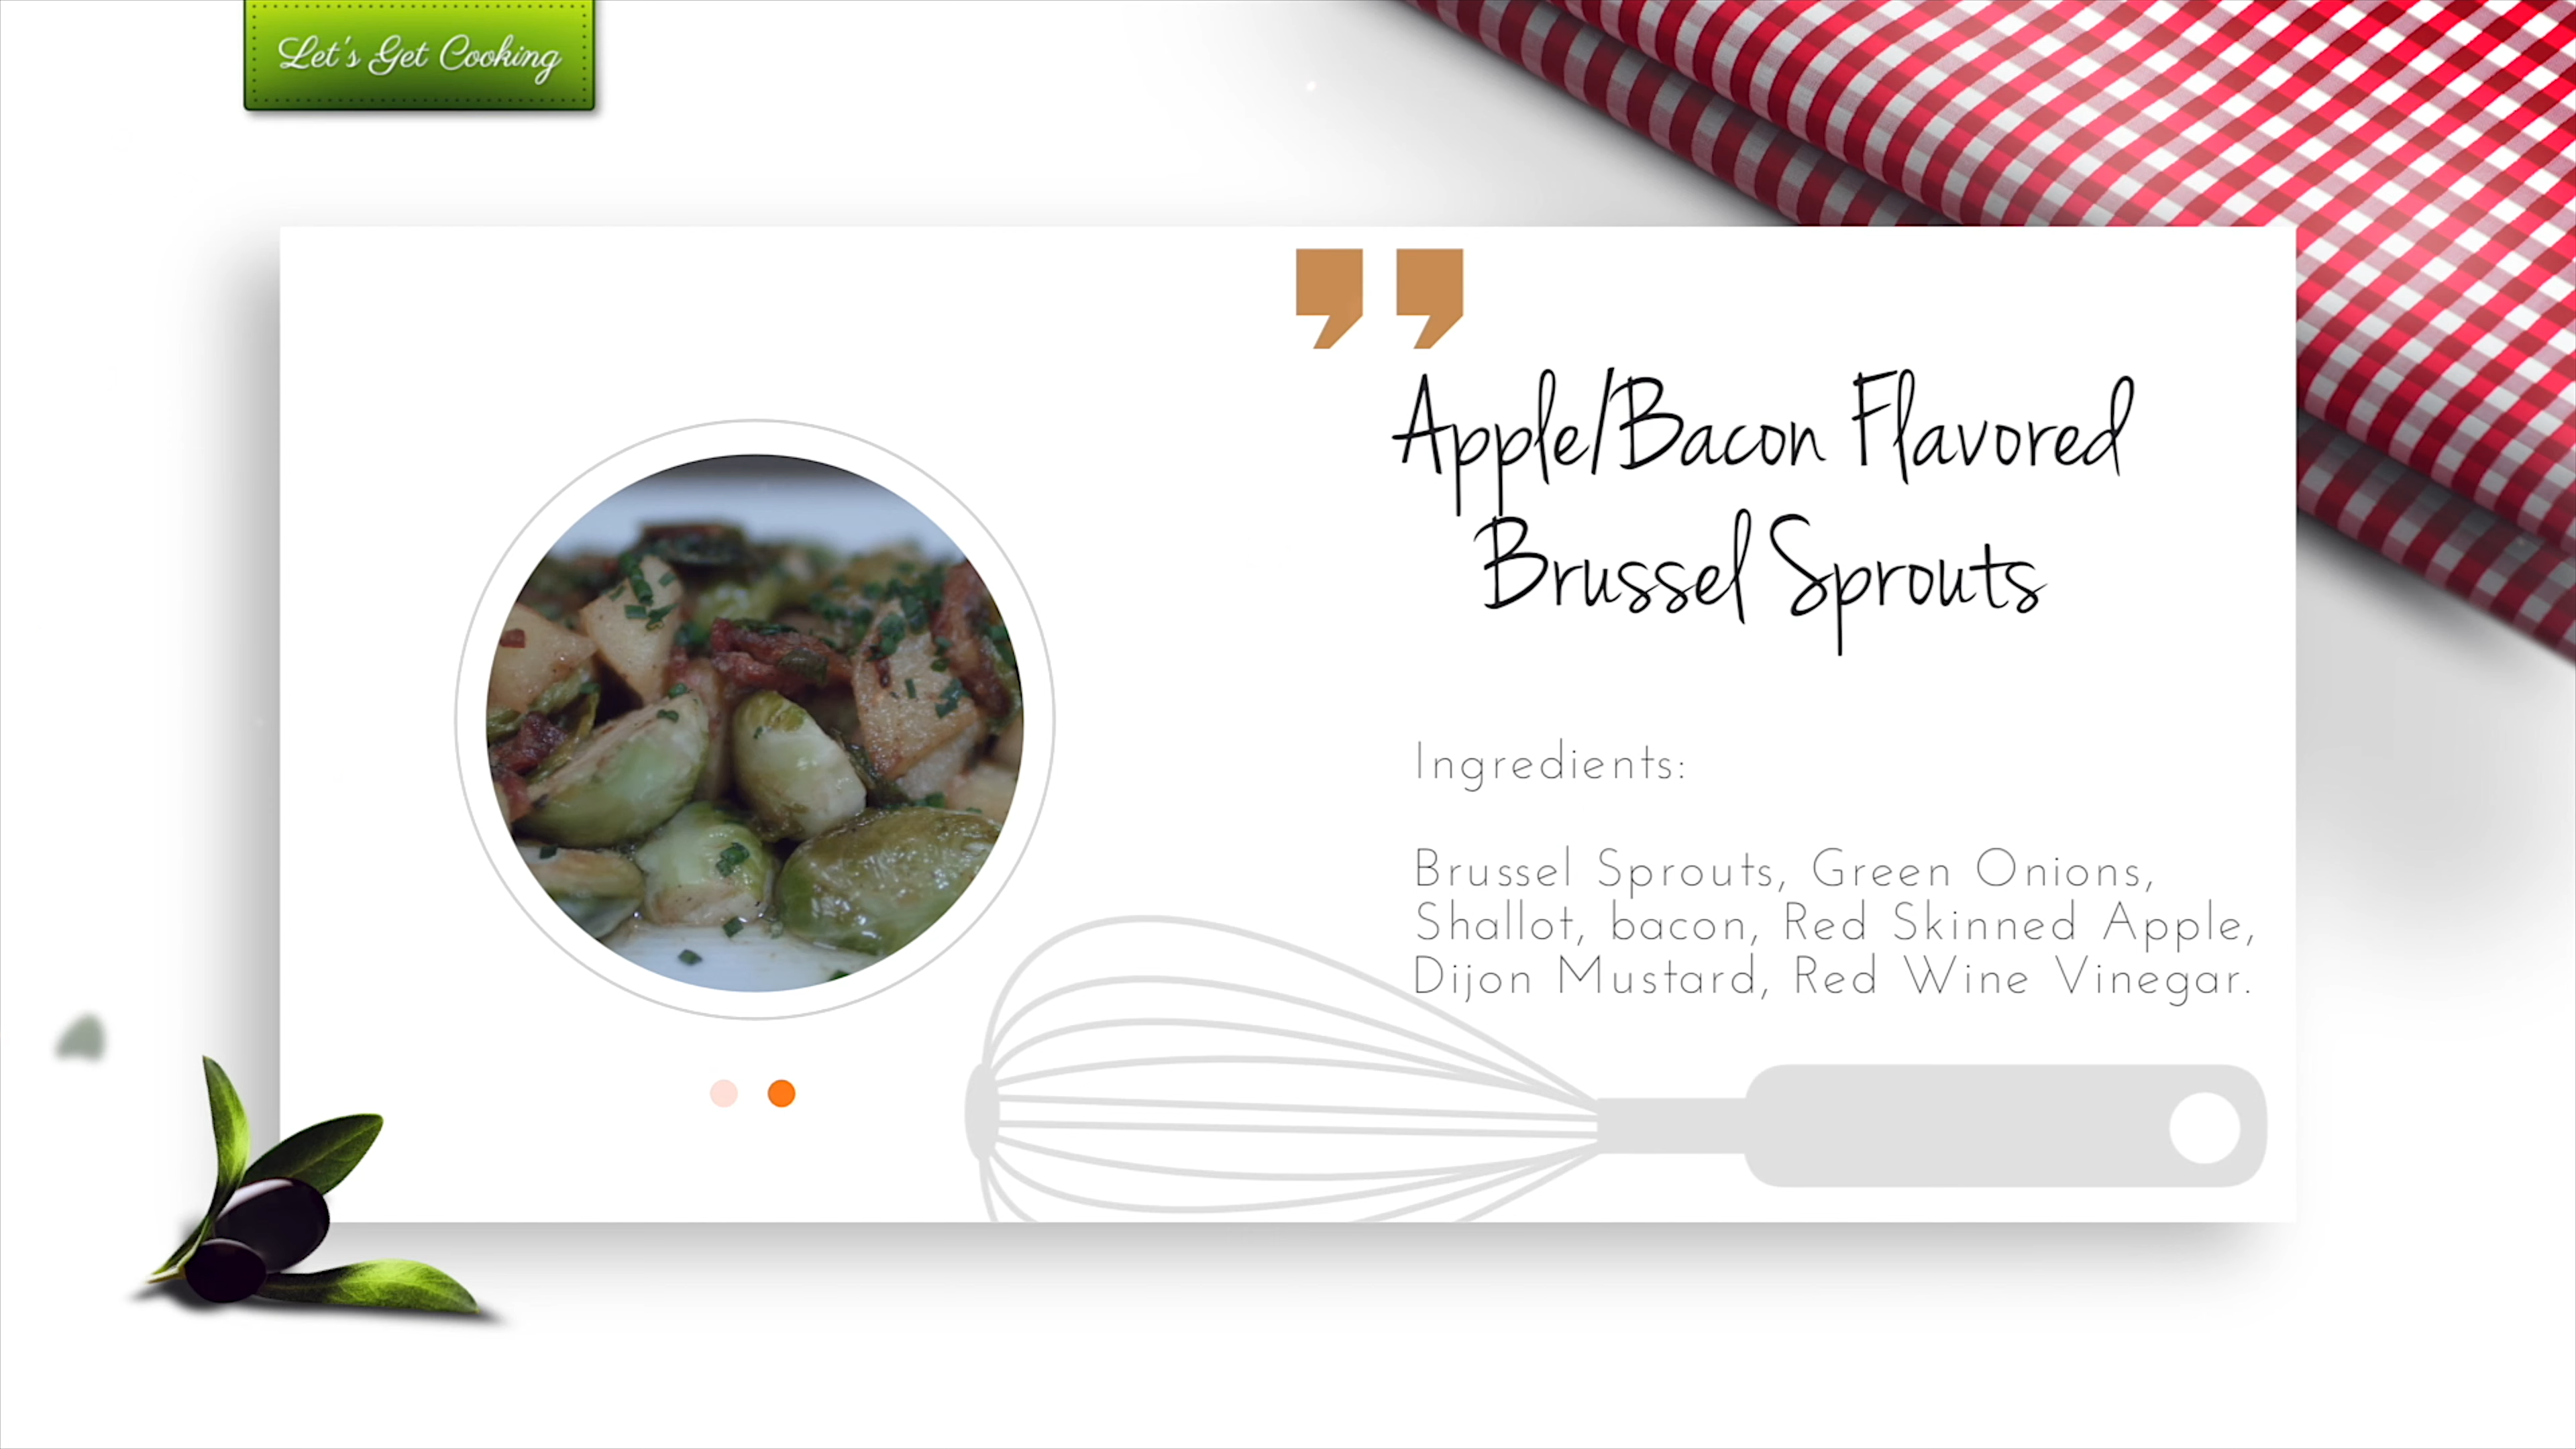 Let's Get Cooking
Apple/Bacon Flavored
Brussel Sprouts
Ingredients:
Brussel Sprouts, Green Onions,
Shallot, bacon, Red Skinned Apple,
Dijon Mustard, Red Wine Vinegar.